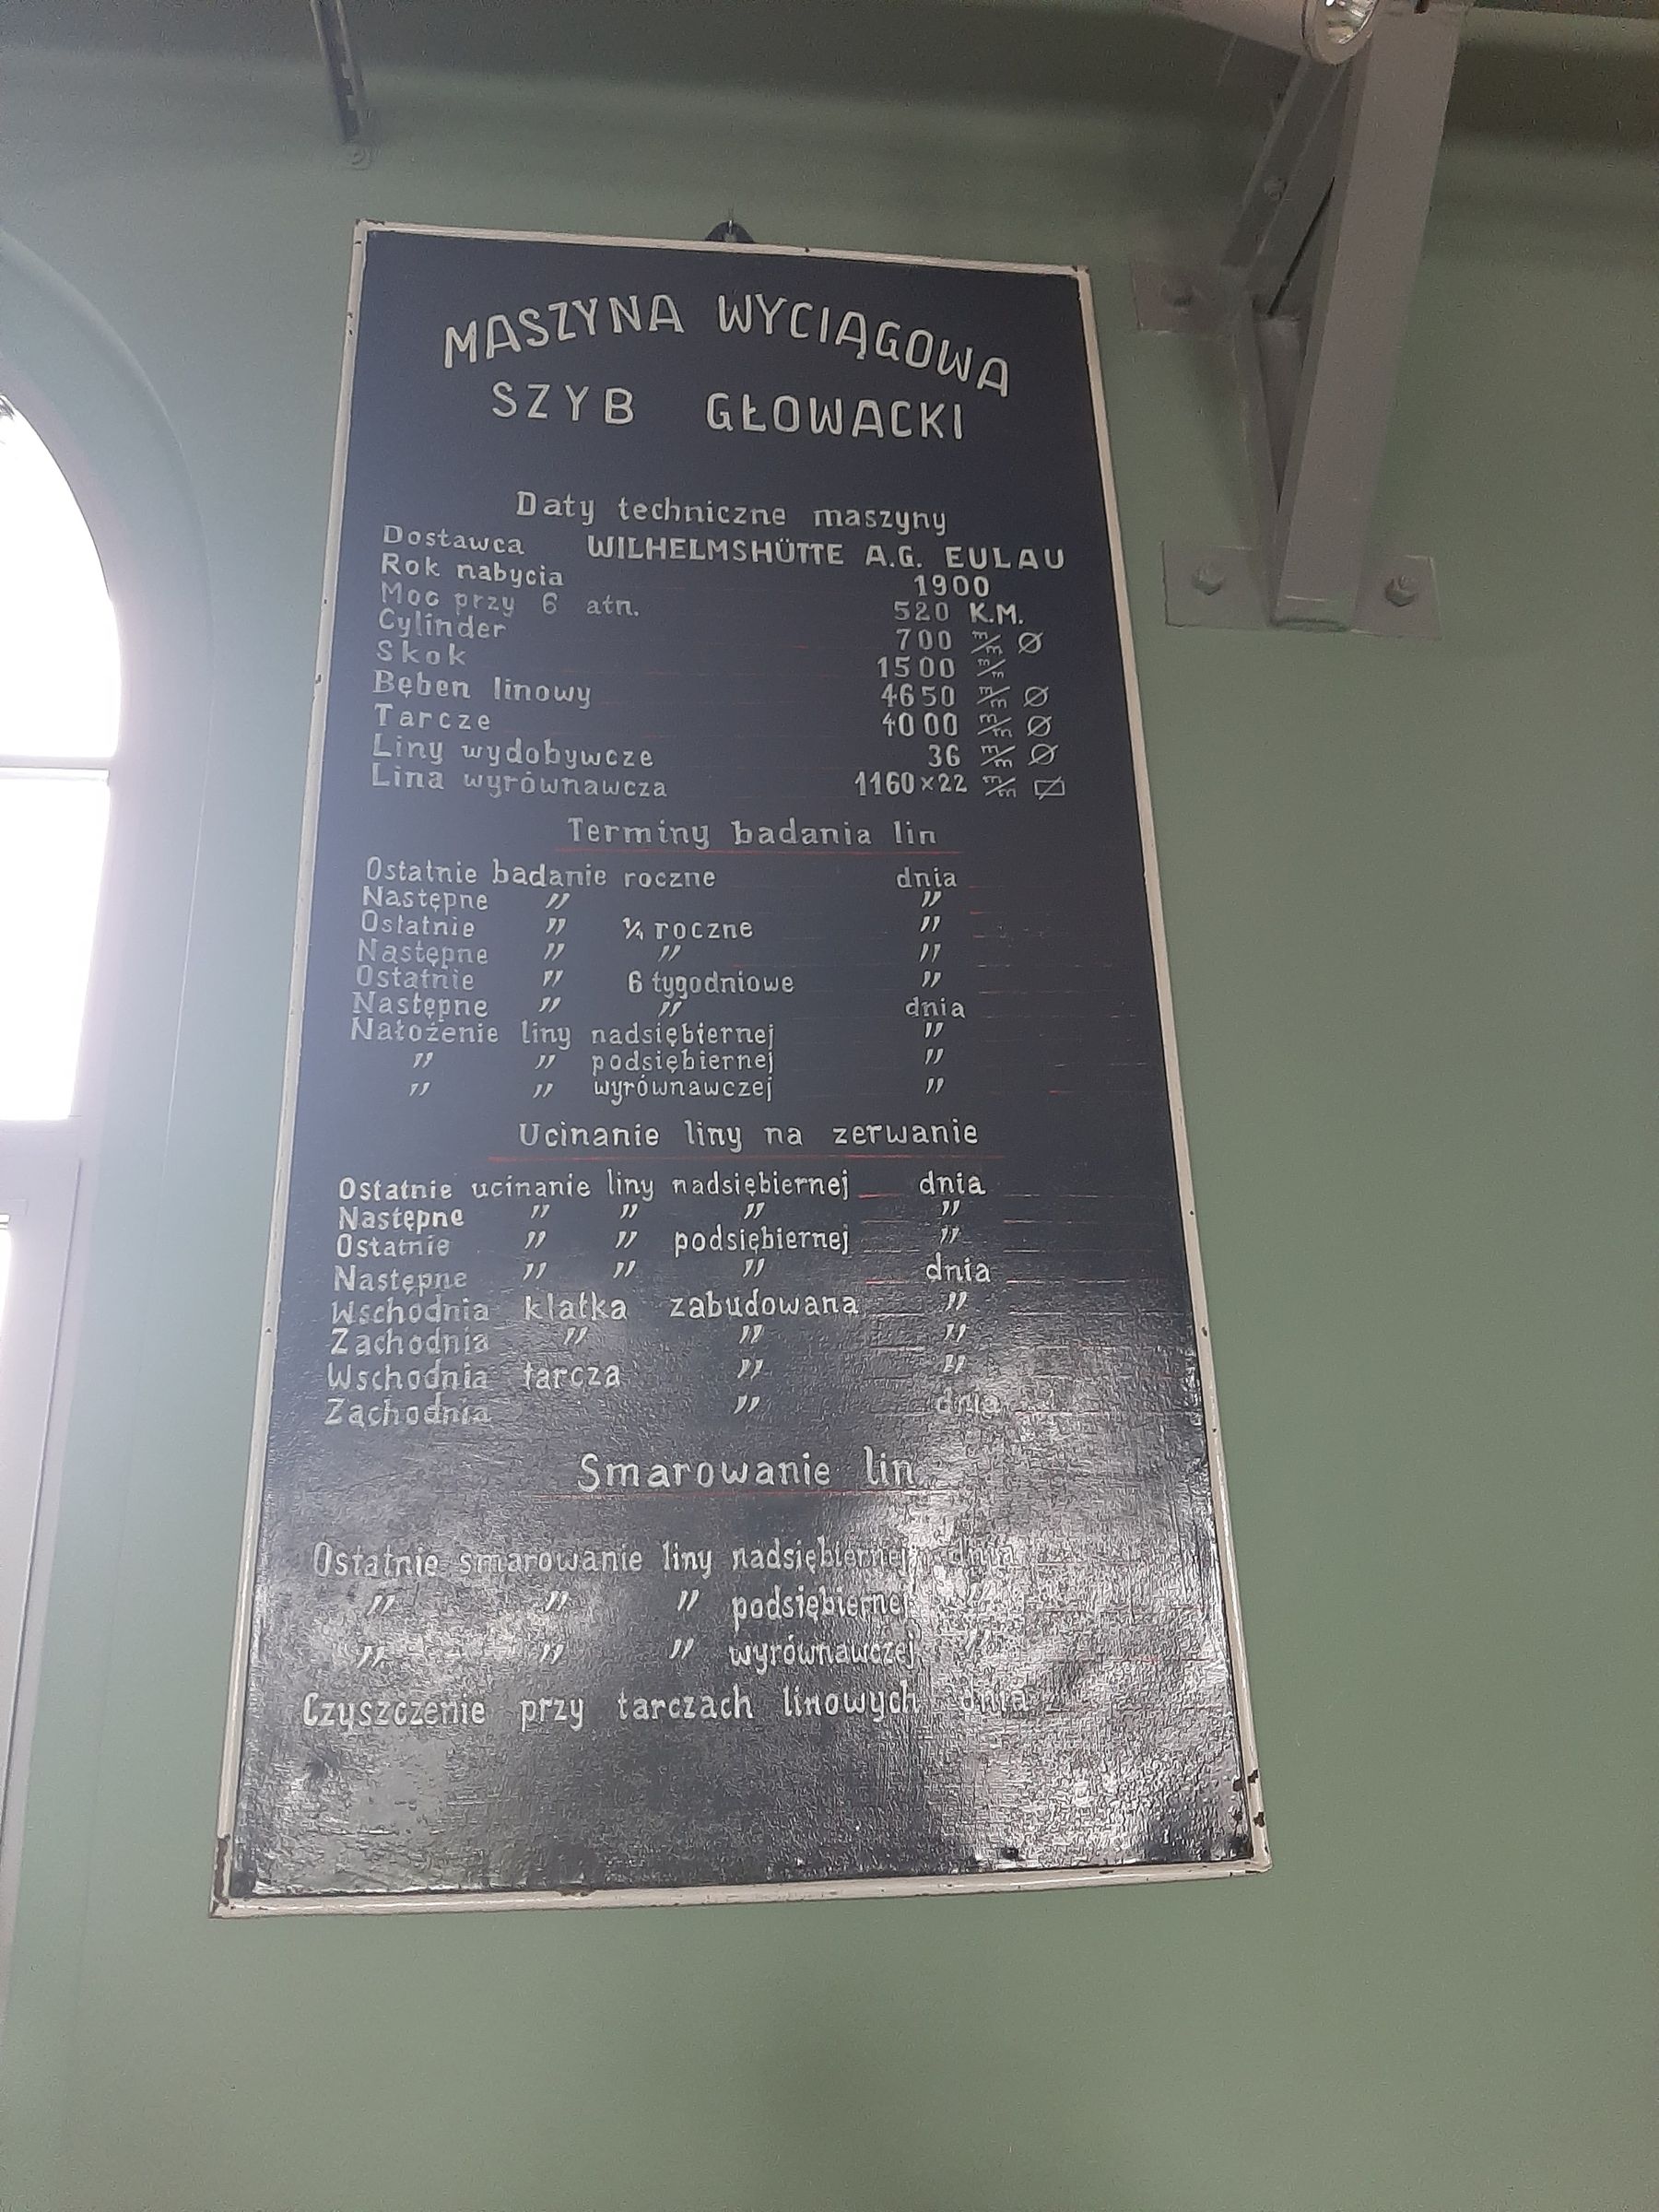 MASZYNA WYCIĄGOWA
SZYB GŁOWACKI
Daty techniczne maszyny
Dostawca WILHELMSHÜTTE A.G. EULAU
Rok nabycia 1900
Moc przy 6 atn. 520 K.M.
Cylinder 700 m/m Ø
Skok 1500 m/m
Bęben linowy 4650 m/m Ø
Tarcze 4000 m/m Ø
Liny wydobywcze 36 m/m Ø
Lina wyrównawcza 1160×22 m/m
Terminy badania lin
Ostatnie badanie roczne dnia
Następne " "
Ostatnie " ¼ roczne "
Następne " " "
Ostatnie " 6 tygodniowe "
Następne " " dnia
Nałożenie liny nadsiębiernej "
" " podsiębiernej "
" " wyrównawczej "
Ucinanie liny na zerwanie
Ostatnie ucinanie liny nadsiębiernej dnia
Następne " " " "
Ostatnie " " podsiębiernej "
Następne " " " dnia
Wschodnia klatka zabudowana "
Zachodnia " " "
Wschodnia tarcza " "
Zachodnia " dnia
Smarowanie lin
Ostatnie smarowanie liny nadsiębiernej dnia
" " " podsiębiernej "
" " " wyrównawczej "
Czyszczenie przy tarczach linowych dnia